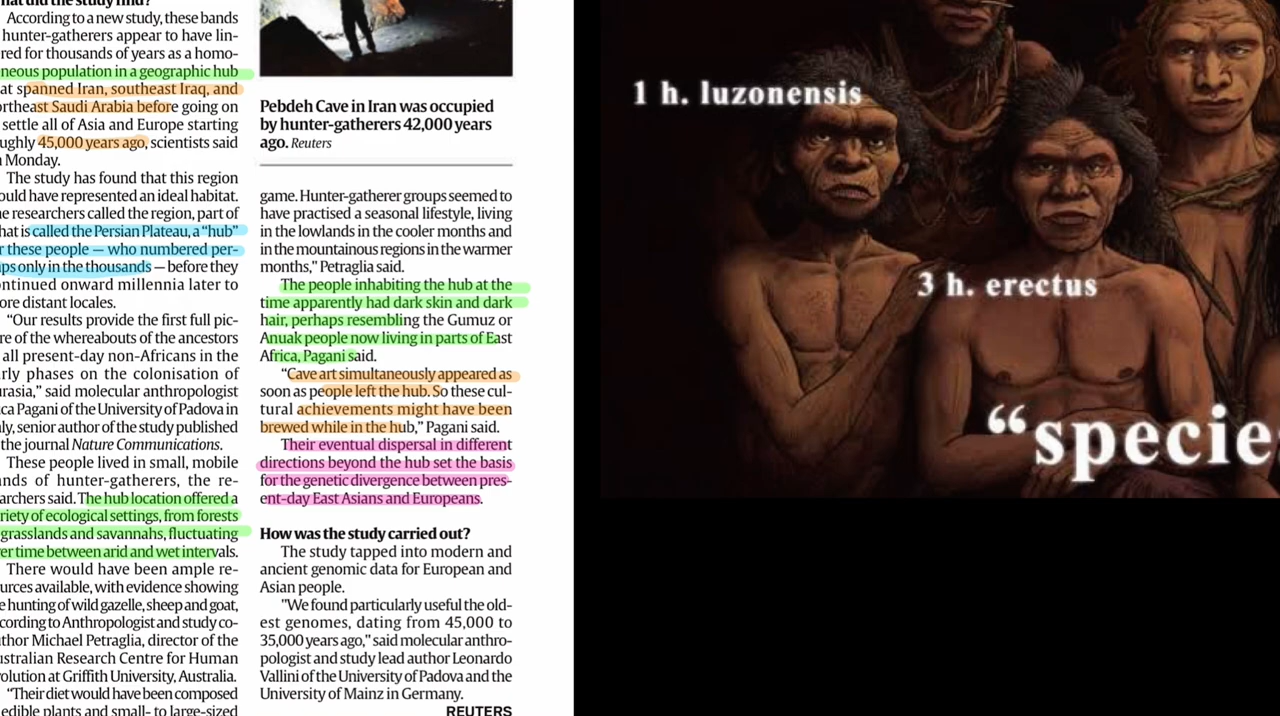 hat did the study find?
According to a new study, these bands
hunter-gatherers appear to have lin-
red for thousands of years as a homo-
neous population in a geographic hub
at spanned Iran, southeast Iraq, and
rtheast Saudi Arabia before going on
settle all of Asia and Europe starting
ughly 45,000 years ago, scientists said
Monday.
The study has found that this region
ould have represented an ideal habitat.
e researchers called the region, part of
hat is called the Persian Plateau, a “hub”
r these people — who numbered per-
ps only in the thousands — before they
ntinued onward millennia later to
ore distant locales.
“Our results provide the first full pic-
re of the whereabouts of the ancestors
all present-day non-Africans in the
rly phases on the colonisation of
rasia,” said molecular anthropologist
ca Pagani of the University of Padova in
ly, senior author of the study published
the journal Nature Communications.
These people lived in small, mobile
nds of hunter-gatherers, the re-
archers said. The hub location offered a
riety of ecological settings, from forests
grasslands and savannahs, fluctuating
er time between arid and wet intervals.
There would have been ample re-
urces available, with evidence showing
e hunting of wild gazelle, sheep and goat,
cording to Anthropologist and study co-
thor Michael Petraglia, director of the
ustralian Research Centre for Human
volution at Griffith University, Australia.
“Their diet would have been composed
edible plants and small- to large-sized
Pebdeh Cave in Iran was occupied
by hunter-gatherers 42,000 years
ago. Reuters
game. Hunter-gatherer groups seemed to
have practised a seasonal lifestyle, living
in the lowlands in the cooler months and
in the mountainous regions in the warmer
months," Petraglia said.
The people inhabiting the hub at the
time apparently had dark skin and dark
hair, perhaps resembling the Gumuz or
Anuak people now living in parts of East
Africa, Pagani said.
“Cave art simultaneously appeared as
soon as people left the hub. So these cul-
tural achievements might have been
brewed while in the hub,” Pagani said.
Their eventual dispersal in different
directions beyond the hub set the basis
for the genetic divergence between pres-
ent-day East Asians and Europeans.
How was the study carried out?
The study tapped into modern and
ancient genomic data for European and
Asian people.
"We found particularly useful the old-
est genomes, dating from 45,000 to
35,000 years ago," said molecular anthro-
pologist and study lead author Leonardo
Vallini of the University of Padova and the
University of Mainz in Germany.
REUTERS
1 h. luzonensis
3 h. erectus
“specie